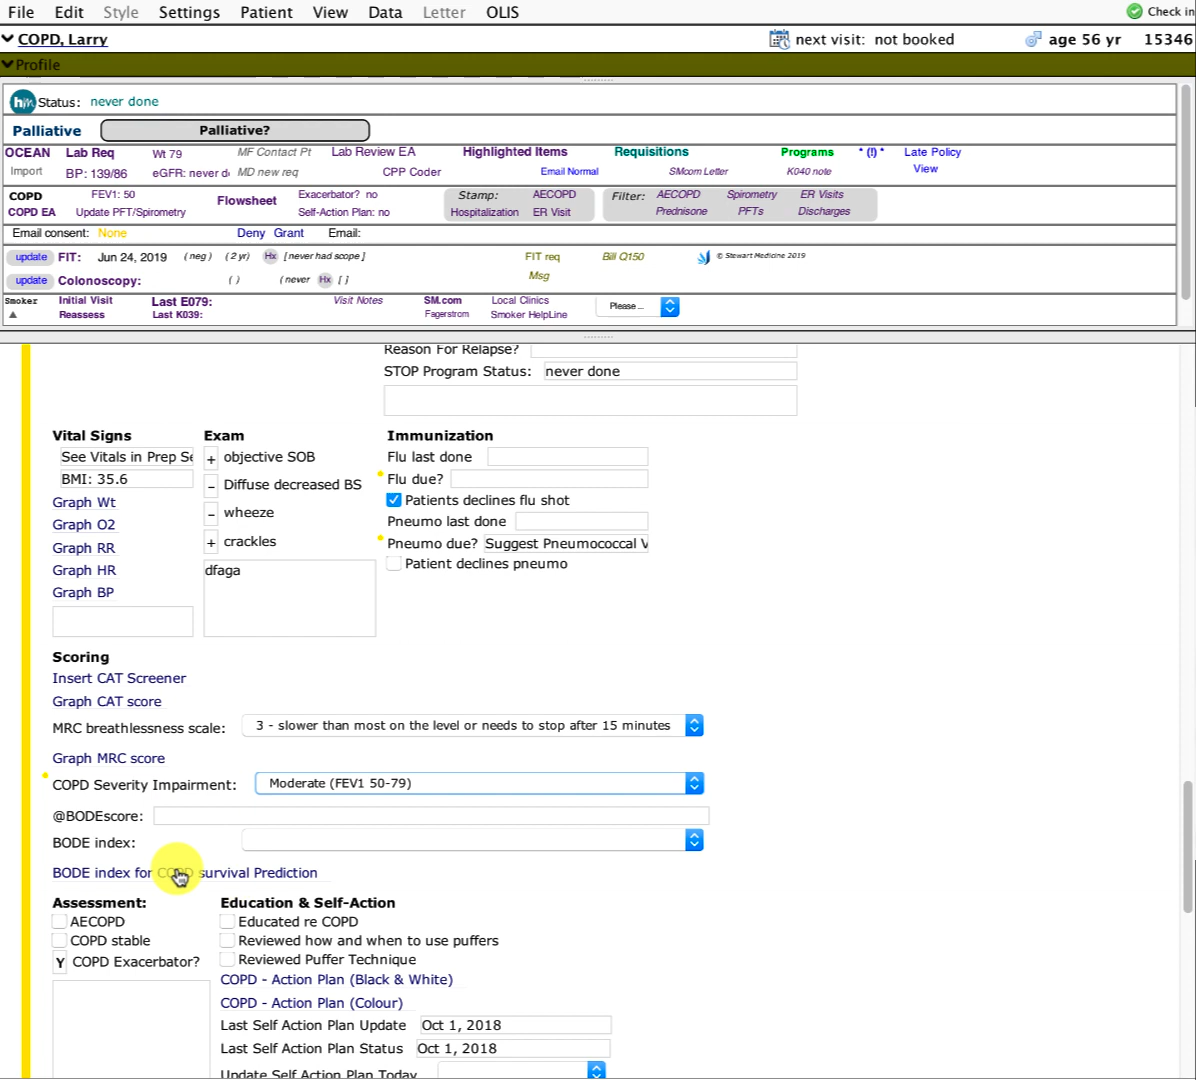 File Edit Style Settings Patient View Data Letter OLIS Check in
COPD, Larry next visit: not booked age 56 yr 15346
Profile
hm Status: never done
Palliative Palliative?
OCEAN Lab Req Wt 79 MF Contact Pt Lab Review EA Highlighted Items Requisitions Programs * (!) * Late Policy
Import BP: 139/86 eGFR: never d MD new req CPP Coder Email Normal SMcom Letter K040 note View
COPD FEV1: 50 Flowsheet Exacerbator? no Stamp: AECOPD Filter: AECOPD Spirometry ER Visits
COPD EA Update PFT/Spirometry Self-Action Plan: no Hospitalization ER Visit Prednisone PFTs Discharges
Email consent: None Deny Grant Email:
update FIT: Jun 24, 2019 (neg) (2 yr) Hx [never had scope] FIT req Bill Q150 © Stewart Medicine 2019
update Colonoscopy: ( ) (never Hx [ ] Msg
Smoker Initial Visit Last E079: Visit Notes SM.com Local Clinics Please ...
Reassess Last K039: Fagerstrom Smoker HelpLine
Reason For Relapse?
STOP Program Status: never done
Vital Signs Exam Immunization
See Vitals in Prep Se + objective SOB Flu last done
BMI: 35.6 – Diffuse decreased BS Flu due?
Graph Wt Patients declines flu shot
Graph O2 – wheeze Pneumo last done
Graph RR + crackles Pneumo due? Suggest Pneumococcal V
Graph HR dfaga Patient declines pneumo
Graph BP
Scoring
Insert CAT Screener
Graph CAT score
MRC breathlessness scale: 3 - slower than most on the level or needs to stop after 15 minutes
Graph MRC score
COPD Severity Impairment: Moderate (FEV1 50-79)
@BODEscore:
BODE index:
BODE index for COPD survival Prediction
Assessment: Education & Self-Action
AECOPD Educated re COPD
COPD stable Reviewed how and when to use puffers
Y COPD Exacerbator? Reviewed Puffer Technique
COPD - Action Plan (Black & White)
COPD - Action Plan (Colour)
Last Self Action Plan Update Oct 1, 2018
Last Self Action Plan Status Oct 1, 2018
Update Self Action Plan Today